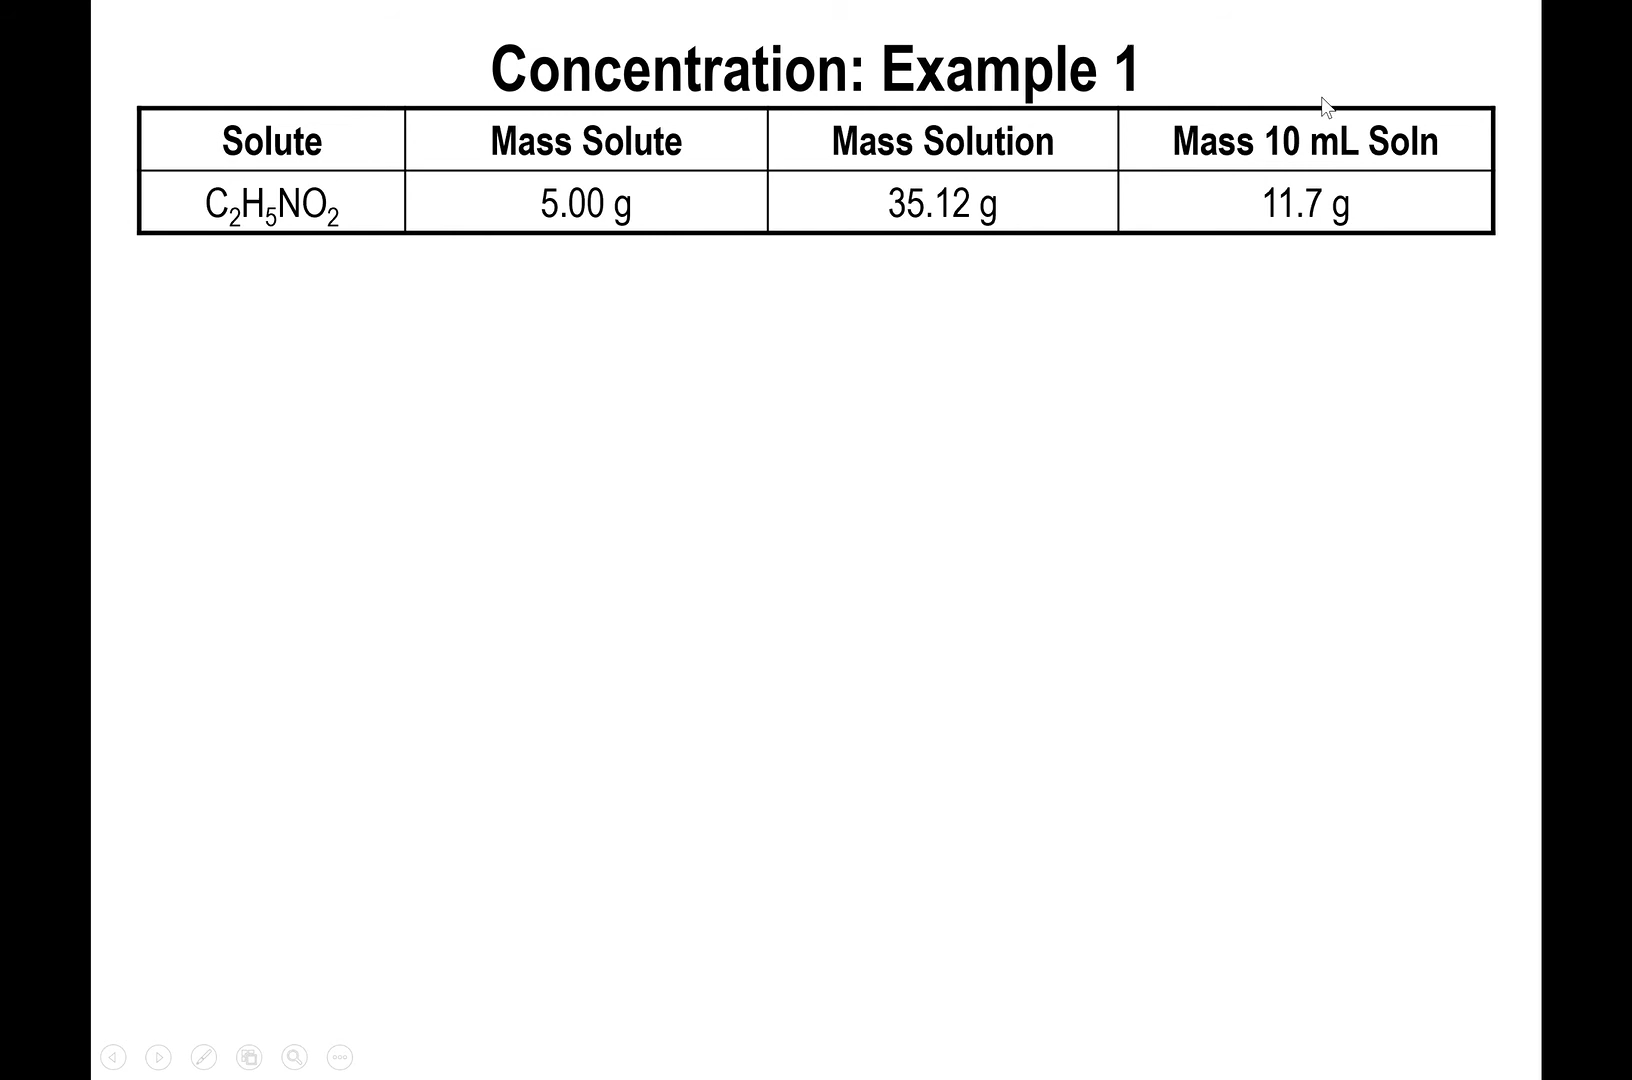 Concentration: Example 1
Solute Mass Solute Mass Solution Mass 10 mL Soln
C₂H₅NO₂ 5.00 g 35.12 g 11.7 g